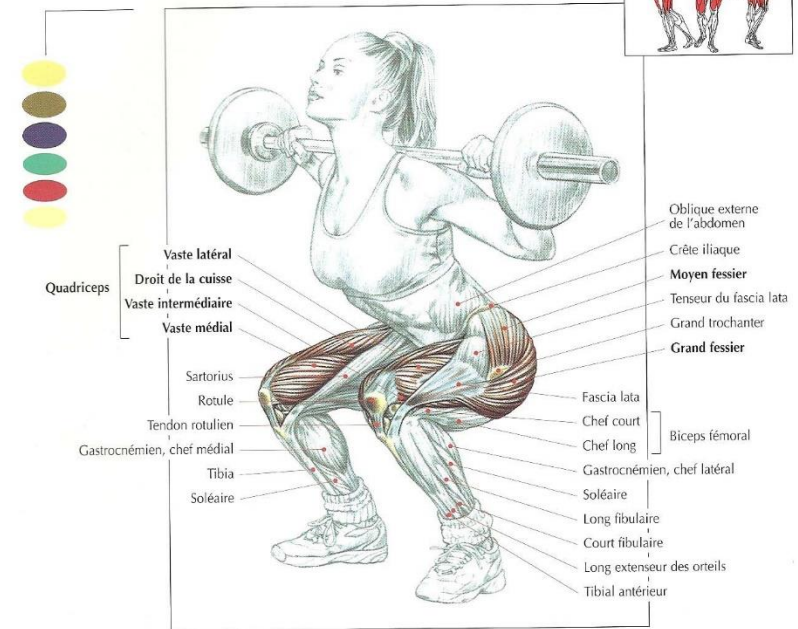 Quadriceps
Vaste latéral
Droit de la cuisse
Vaste intermédiaire
Vaste médial
Sartorius
Rotule
Tendon rotulien
Gastrocnémien, chef médial
Tibia
Soléaire
Oblique externe
de l'abdomen
Crête iliaque
Moyen fessier
Tenseur du fascia lata
Grand trochanter
Grand fessier
Fascia lata
Chef court
Chef long
Biceps fémoral
Gastrocnémien, chef latéral
Soléaire
Long fibulaire
Court fibulaire
Long extenseur des orteils
Tibial antérieur